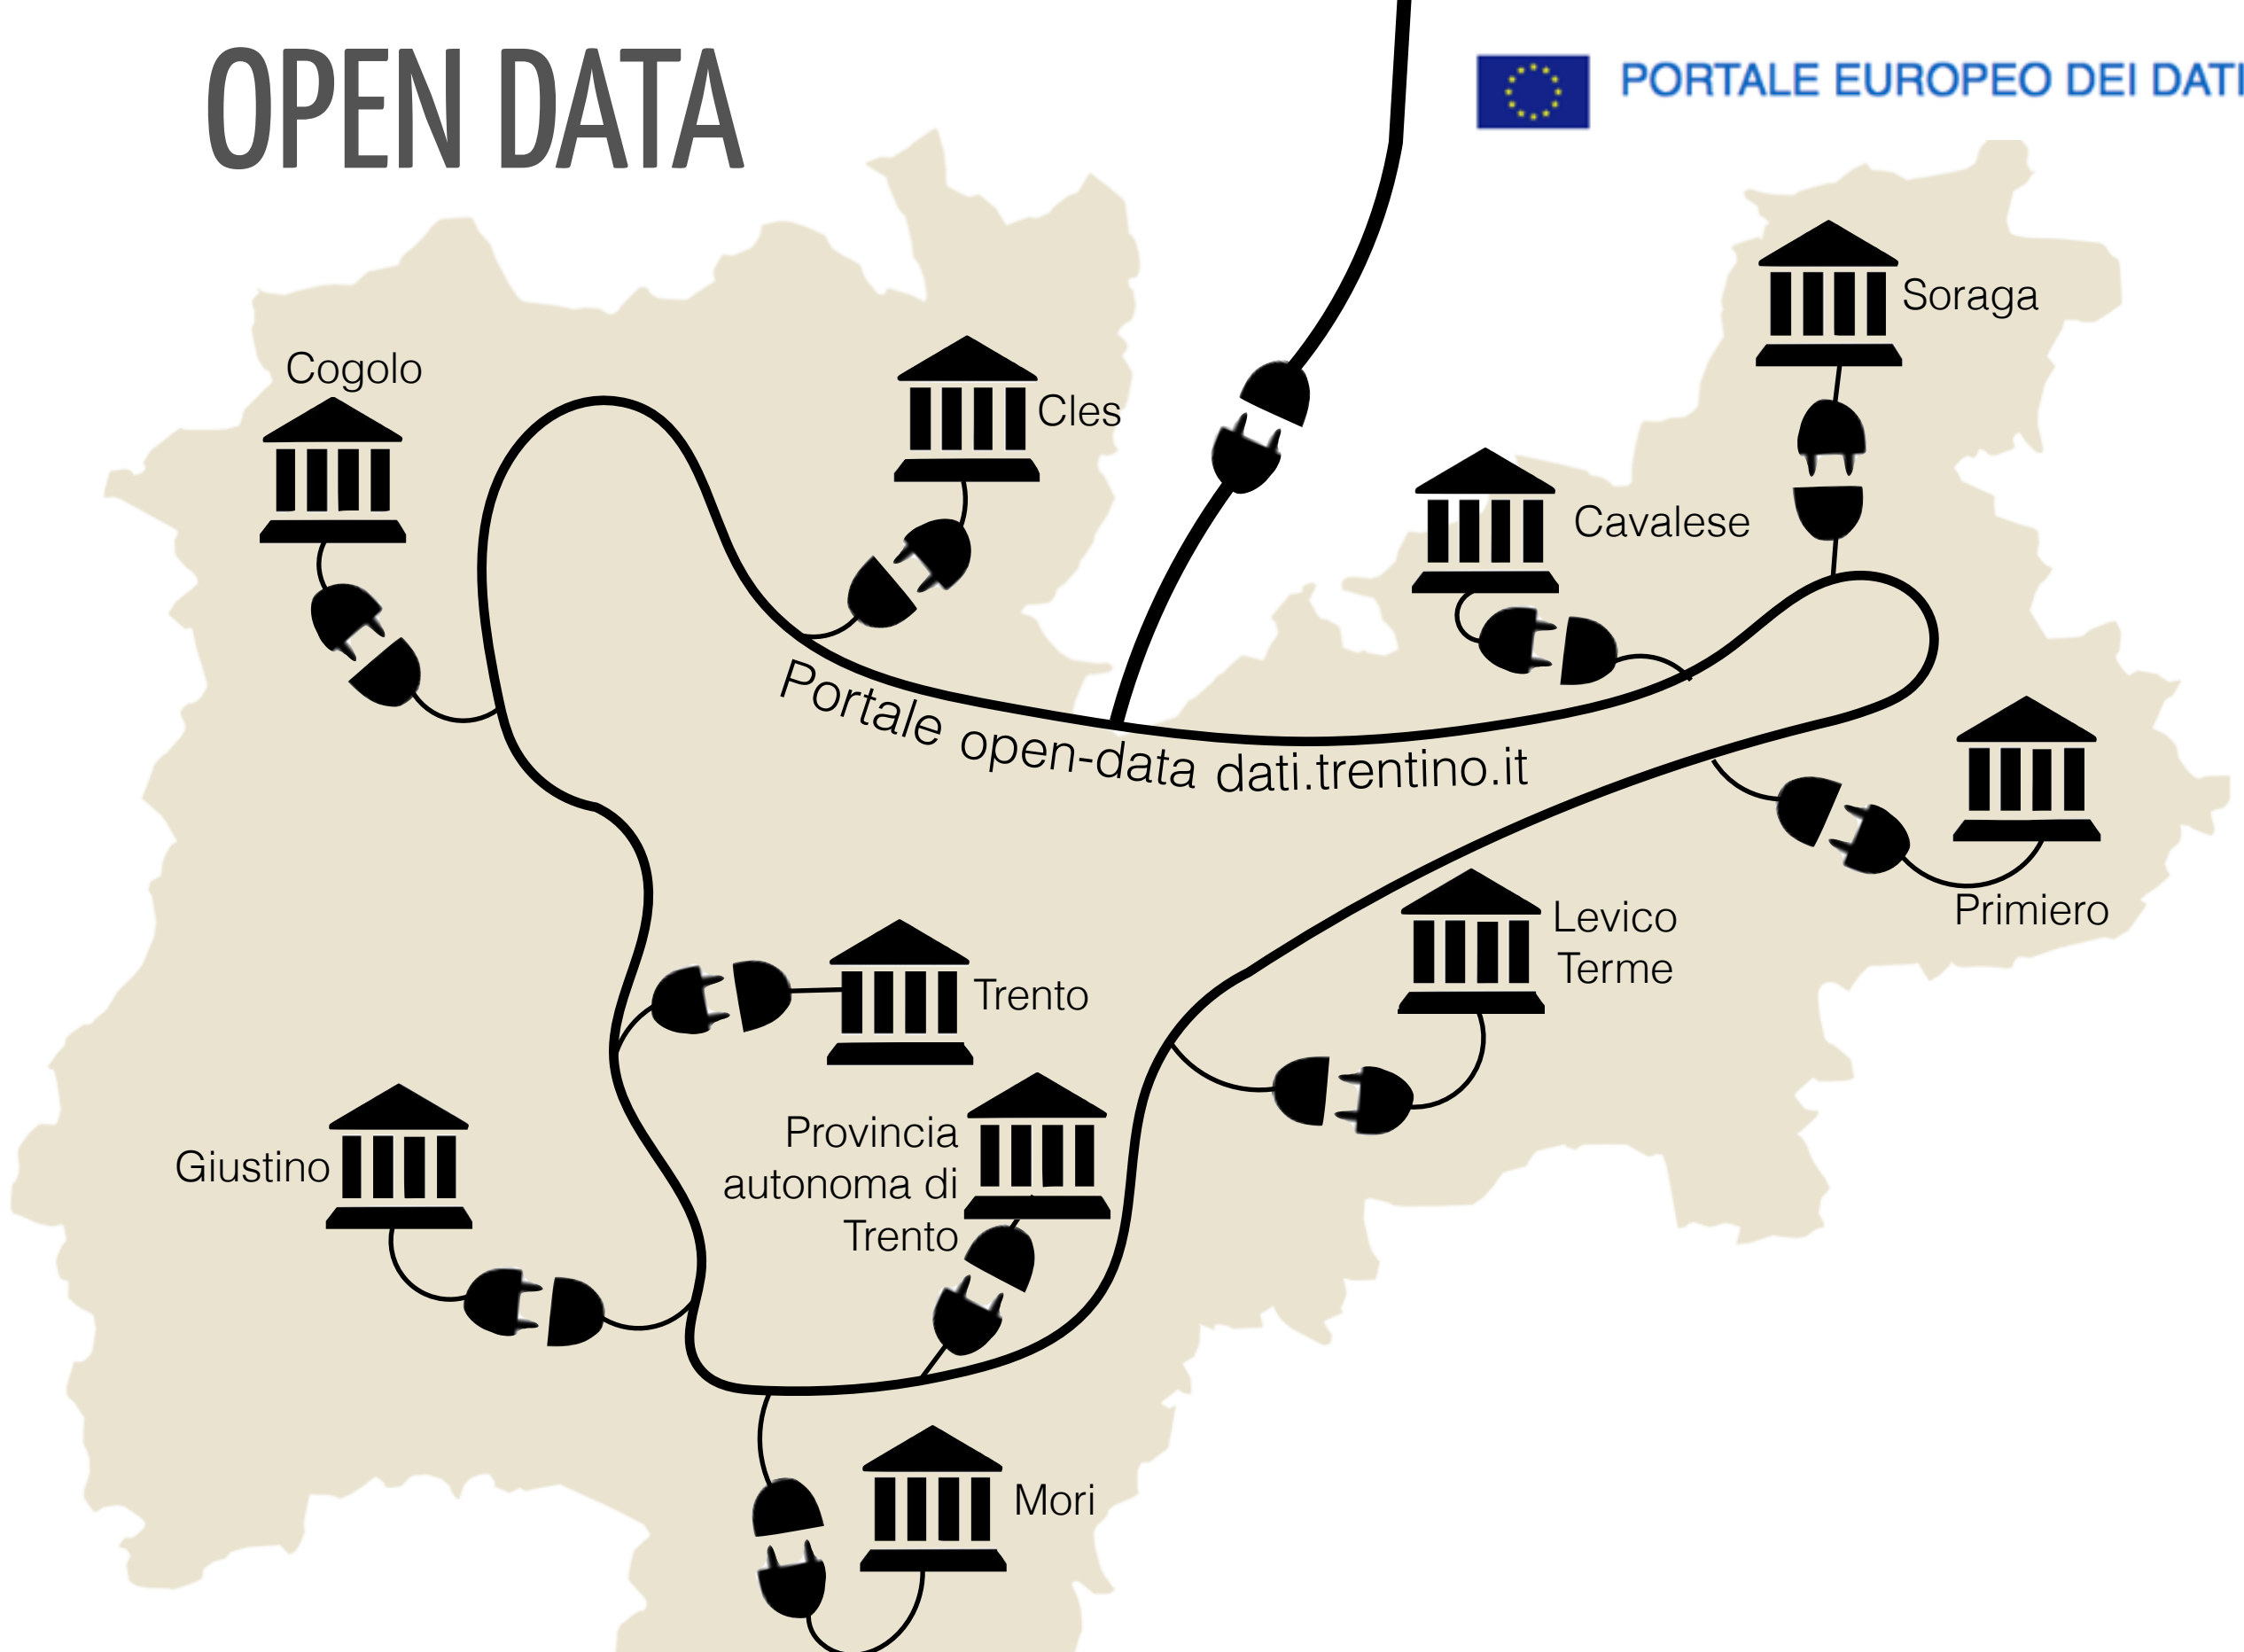 OPEN DATA
PORTALE EUROPEO DEI DATI
Soraga
Cogolo
Cles
Cavalese
Portale open-data dati.trentino.it
Primiero
Levico
Terme
Trento
Provincia
autonoma di
Trento
Giustino
Mori